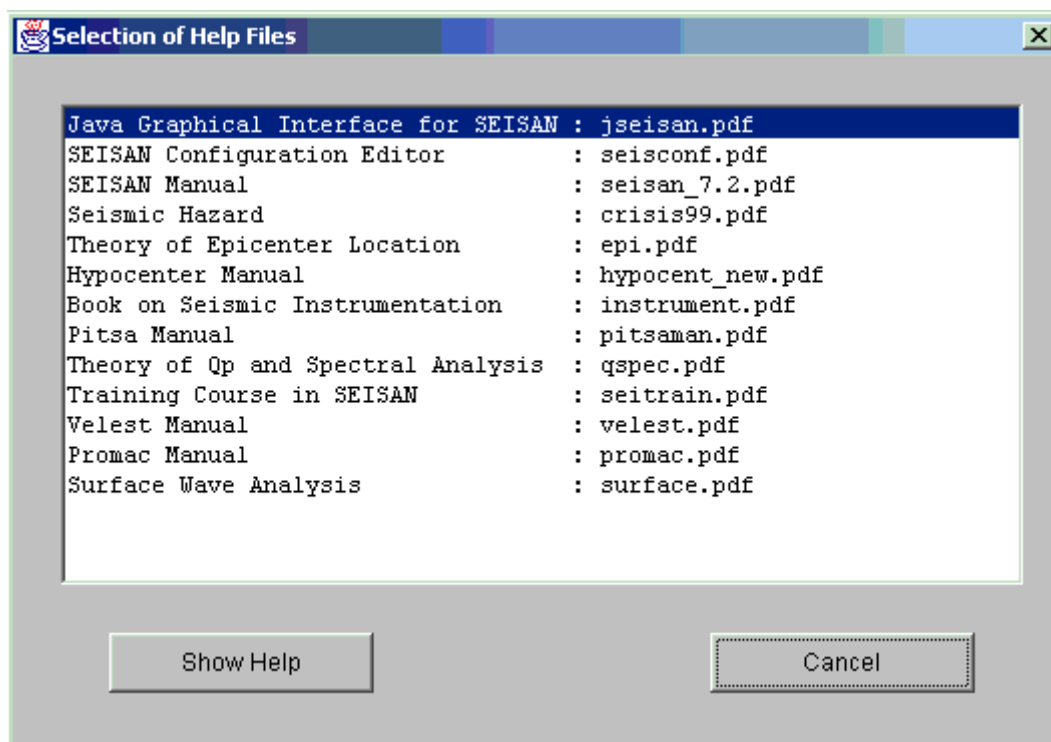 Selection of Help Files
Java Graphical Interface for SEISAN : jseisan.pdf
SEISAN Configuration Editor : seisconf.pdf
SEISAN Manual : seisan_7.2.pdf
Seismic Hazard : crisis99.pdf
Theory of Epicenter Location : epi.pdf
Hypocenter Manual : hypocent_new.pdf
Book on Seismic Instrumentation : instrument.pdf
Pitsa Manual : pitsaman.pdf
Theory of Qp and Spectral Analysis : qspec.pdf
Training Course in SEISAN : seitrain.pdf
Velest Manual : velest.pdf
Promac Manual : promac.pdf
Surface Wave Analysis : surface.pdf
Show Help Cancel